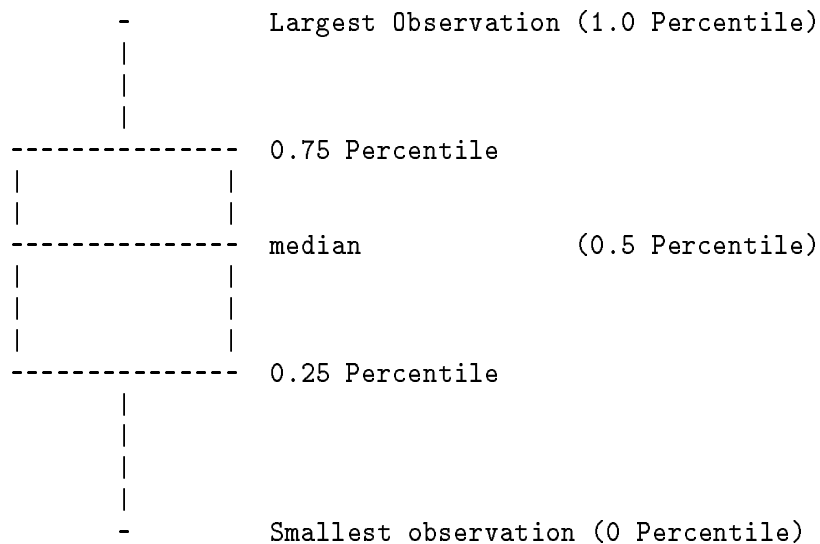 Largest Observation (1.0 Percentile)
0.75 Percentile
median (0.5 Percentile)
0.25 Percentile
Smallest observation (0 Percentile)